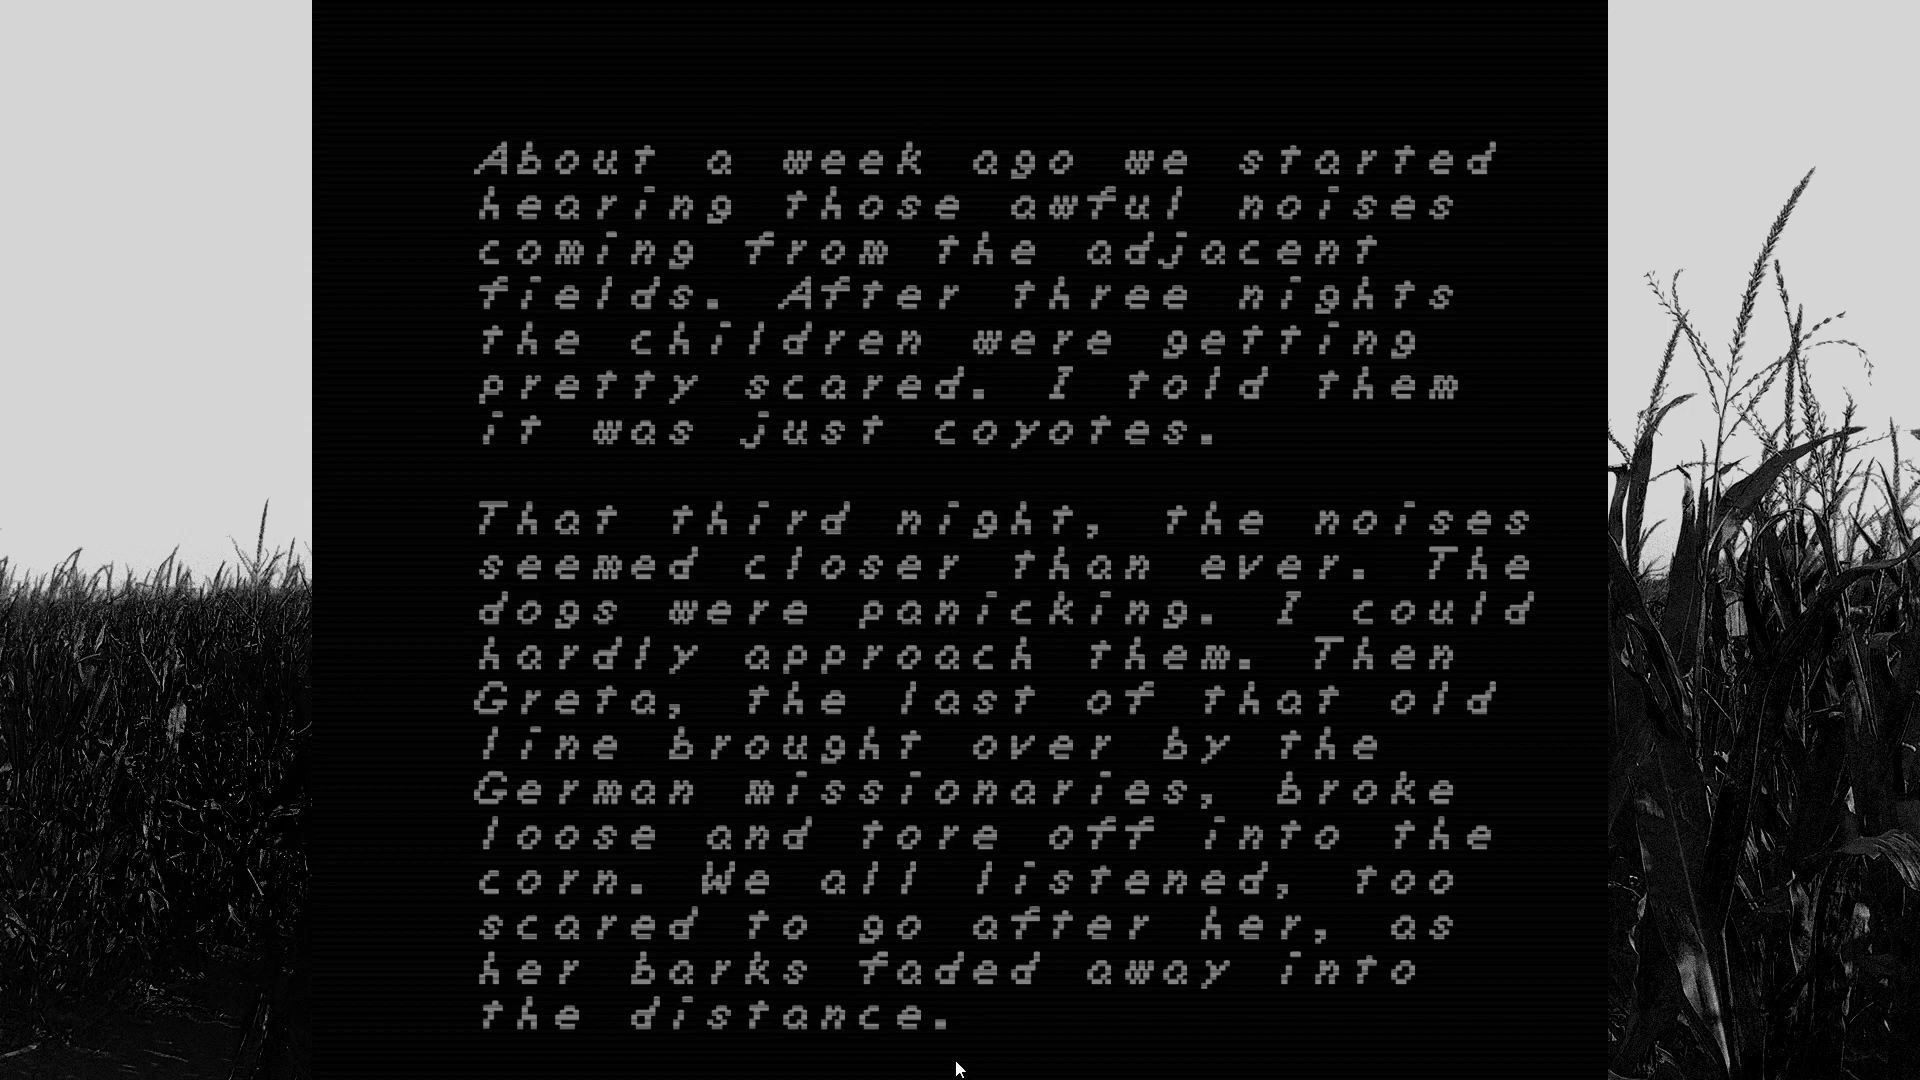 About a week ago we started
hearing those awful noises
coming from the adjacent
fields. After three nights
the children were getting
pretty scared. I told them
it was just coyotes.
That third night, the noises
seemed closer than ever. The
dogs were panicking. I could
hardly approach them. Then
Greta, the last of that old
line brought over by the
German missionaries, broke
loose and tore off into the
corn. We all listened, too
scared to go after her, as
her barks faded away into
the distance.